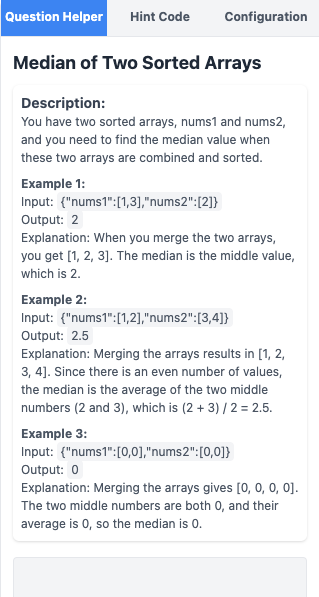 Question Helper Hint Code Configuration
Median of Two Sorted Arrays
Description:
You have two sorted arrays, nums1 and nums2,
and you need to find the median value when
these two arrays are combined and sorted.
Example 1:
Input: {"nums1":[1,3],"nums2":[2]}
Output: 2
Explanation: When you merge the two arrays,
you get [1, 2, 3]. The median is the middle value,
which is 2.
Example 2:
Input: {"nums1":[1,2],"nums2":[3,4]}
Output: 2.5
Explanation: Merging the arrays results in [1, 2,
3, 4]. Since there is an even number of values,
the median is the average of the two middle
numbers (2 and 3), which is (2 + 3) / 2 = 2.5.
Example 3:
Input: {"nums1":[0,0],"nums2":[0,0]}
Output: 0
Explanation: Merging the arrays gives [0, 0, 0, 0].
The two middle numbers are both 0, and their
average is 0, so the median is 0.